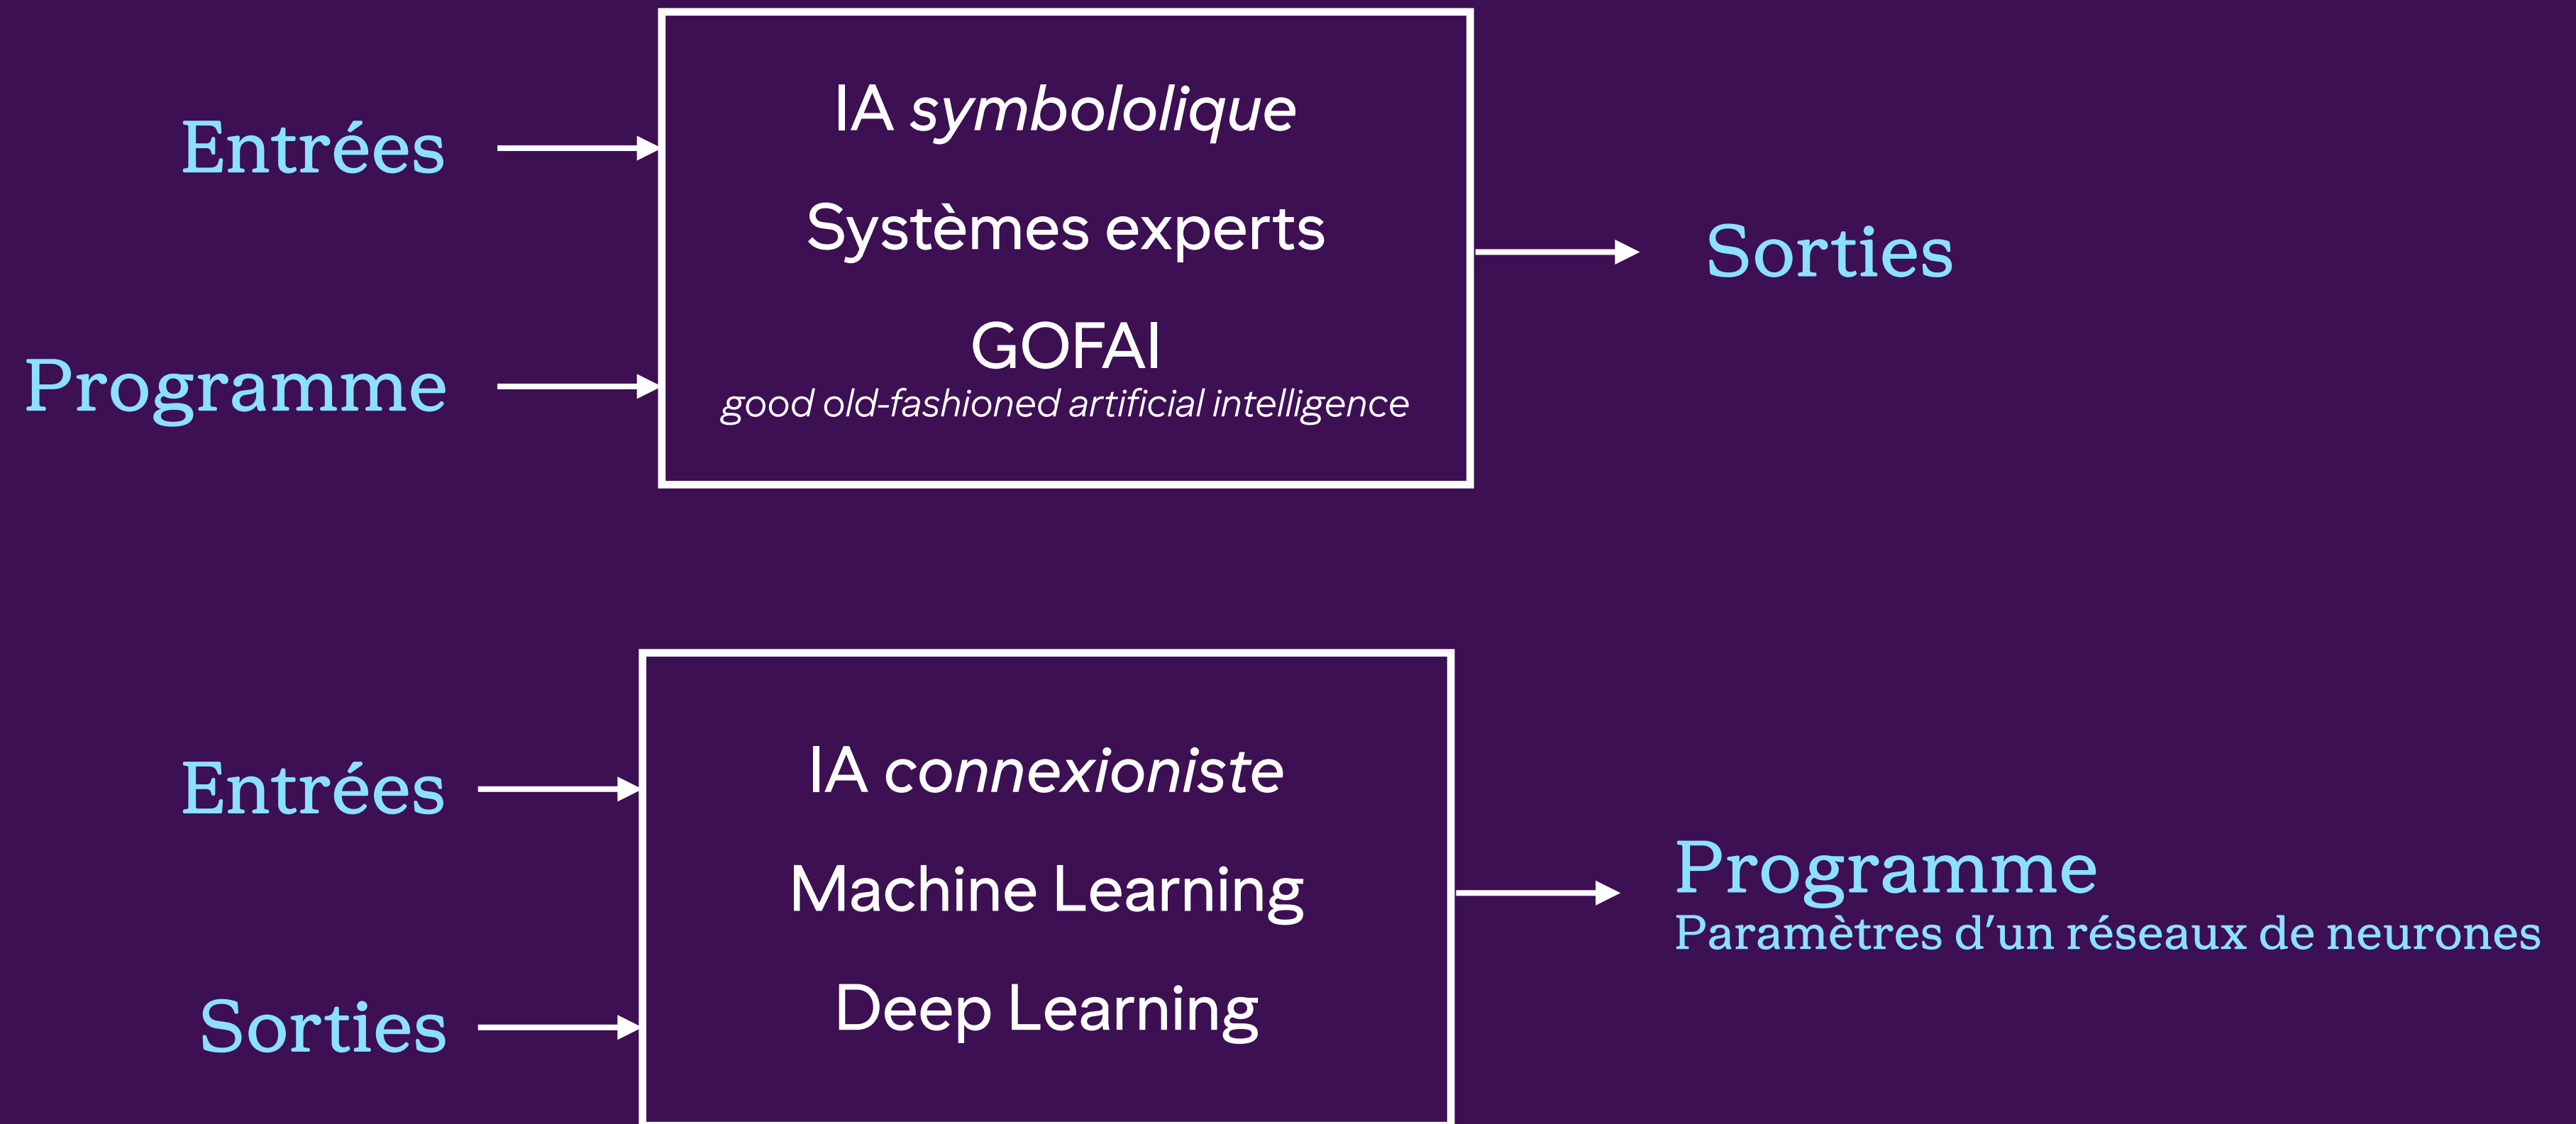 Entrées
Programme
IA symbololique
Systèmes experts
GOFAI
good old-fashioned artificial intelligence
Sorties
Entrées
Sorties
IA connexioniste
Machine Learning
Deep Learning
Programme
Paramètres d'un réseaux de neurones